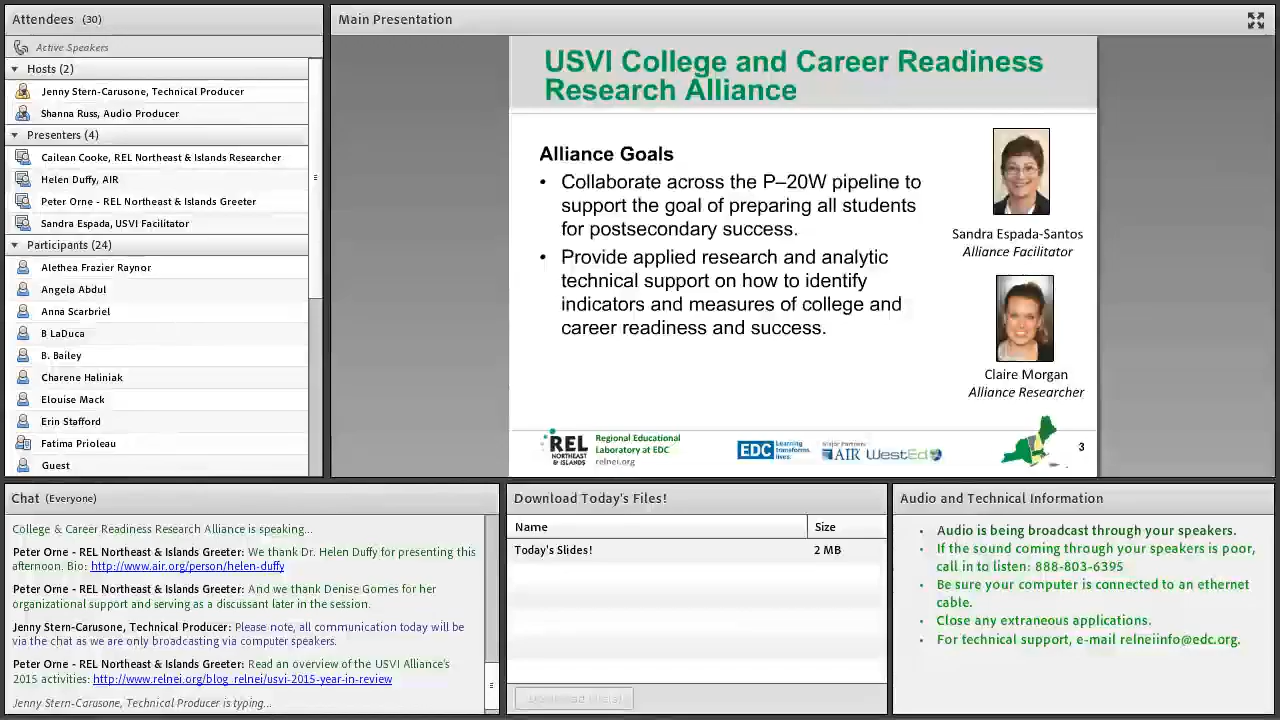 Attendees (30)
Active Speakers
Hosts (2)
Jenny Stern-Carusone, Technical Producer
Shanna Russ, Audio Producer
Presenters (4)
Cailean Cooke, REL Northeast & Islands Researcher
Helen Duffy, AIR
Peter Orne - REL Northeast & Islands Greeter
Sandra Espada, USVI Facilitator
Participants (24)
Alethea Frazier Raynor
Angela Abdul
Anna Scarbriel
B LaDuca
B. Bailey
Charene Haliniak
Elouise Mack
Erin Stafford
Fatima Prioleau
Guest
Main Presentation
USVI College and Career Readiness
Research Alliance
Alliance Goals
• Collaborate across the P–20W pipeline to
support the goal of preparing all students
for postsecondary success.
• Provide applied research and analytic
technical support on how to identify
indicators and measures of college and
career readiness and success.
Sandra Espada-Santos
Alliance Facilitator
Claire Morgan
Alliance Researcher
REL
NORTHEAST
& ISLANDS
Regional Educational
Laboratory at EDC
relnei.org
EDC
Learning
transforms
lives.
Major Partners
AIR WestEd
3
Chat (Everyone)
College & Career Readiness Research Alliance is speaking...
Peter Orne - REL Northeast & Islands Greeter: We thank Dr. Helen Duffy for presenting this
afternoon. Bio: http://www.air.org/person/helen-duffy
Peter Orne - REL Northeast & Islands Greeter: And we thank Denise Gomes for her
organizational support and serving as a discussant later in the session.
Jenny Stern-Carusone, Technical Producer: Please note, all communication today will be
via the chat as we are only broadcasting via computer speakers.
Peter Orne - REL Northeast & Islands Greeter: Read an overview of the USVI Alliance's
2015 activities: http://www.relnei.org/blog_relnei/usvi-2015-year-in-review
Jenny Stern-Carusone, Technical Producer is typing...
Download Today's Files!
Name Size
Today's Slides! 2 MB
Audio and Technical Information
• Audio is being broadcast through your speakers.
• If the sound coming through your speakers is poor,
call in to listen: 888-803-6395
• Be sure your computer is connected to an ethernet
cable.
• Close any extraneous applications.
• For technical support, e-mail relneiinfo@edc.org.